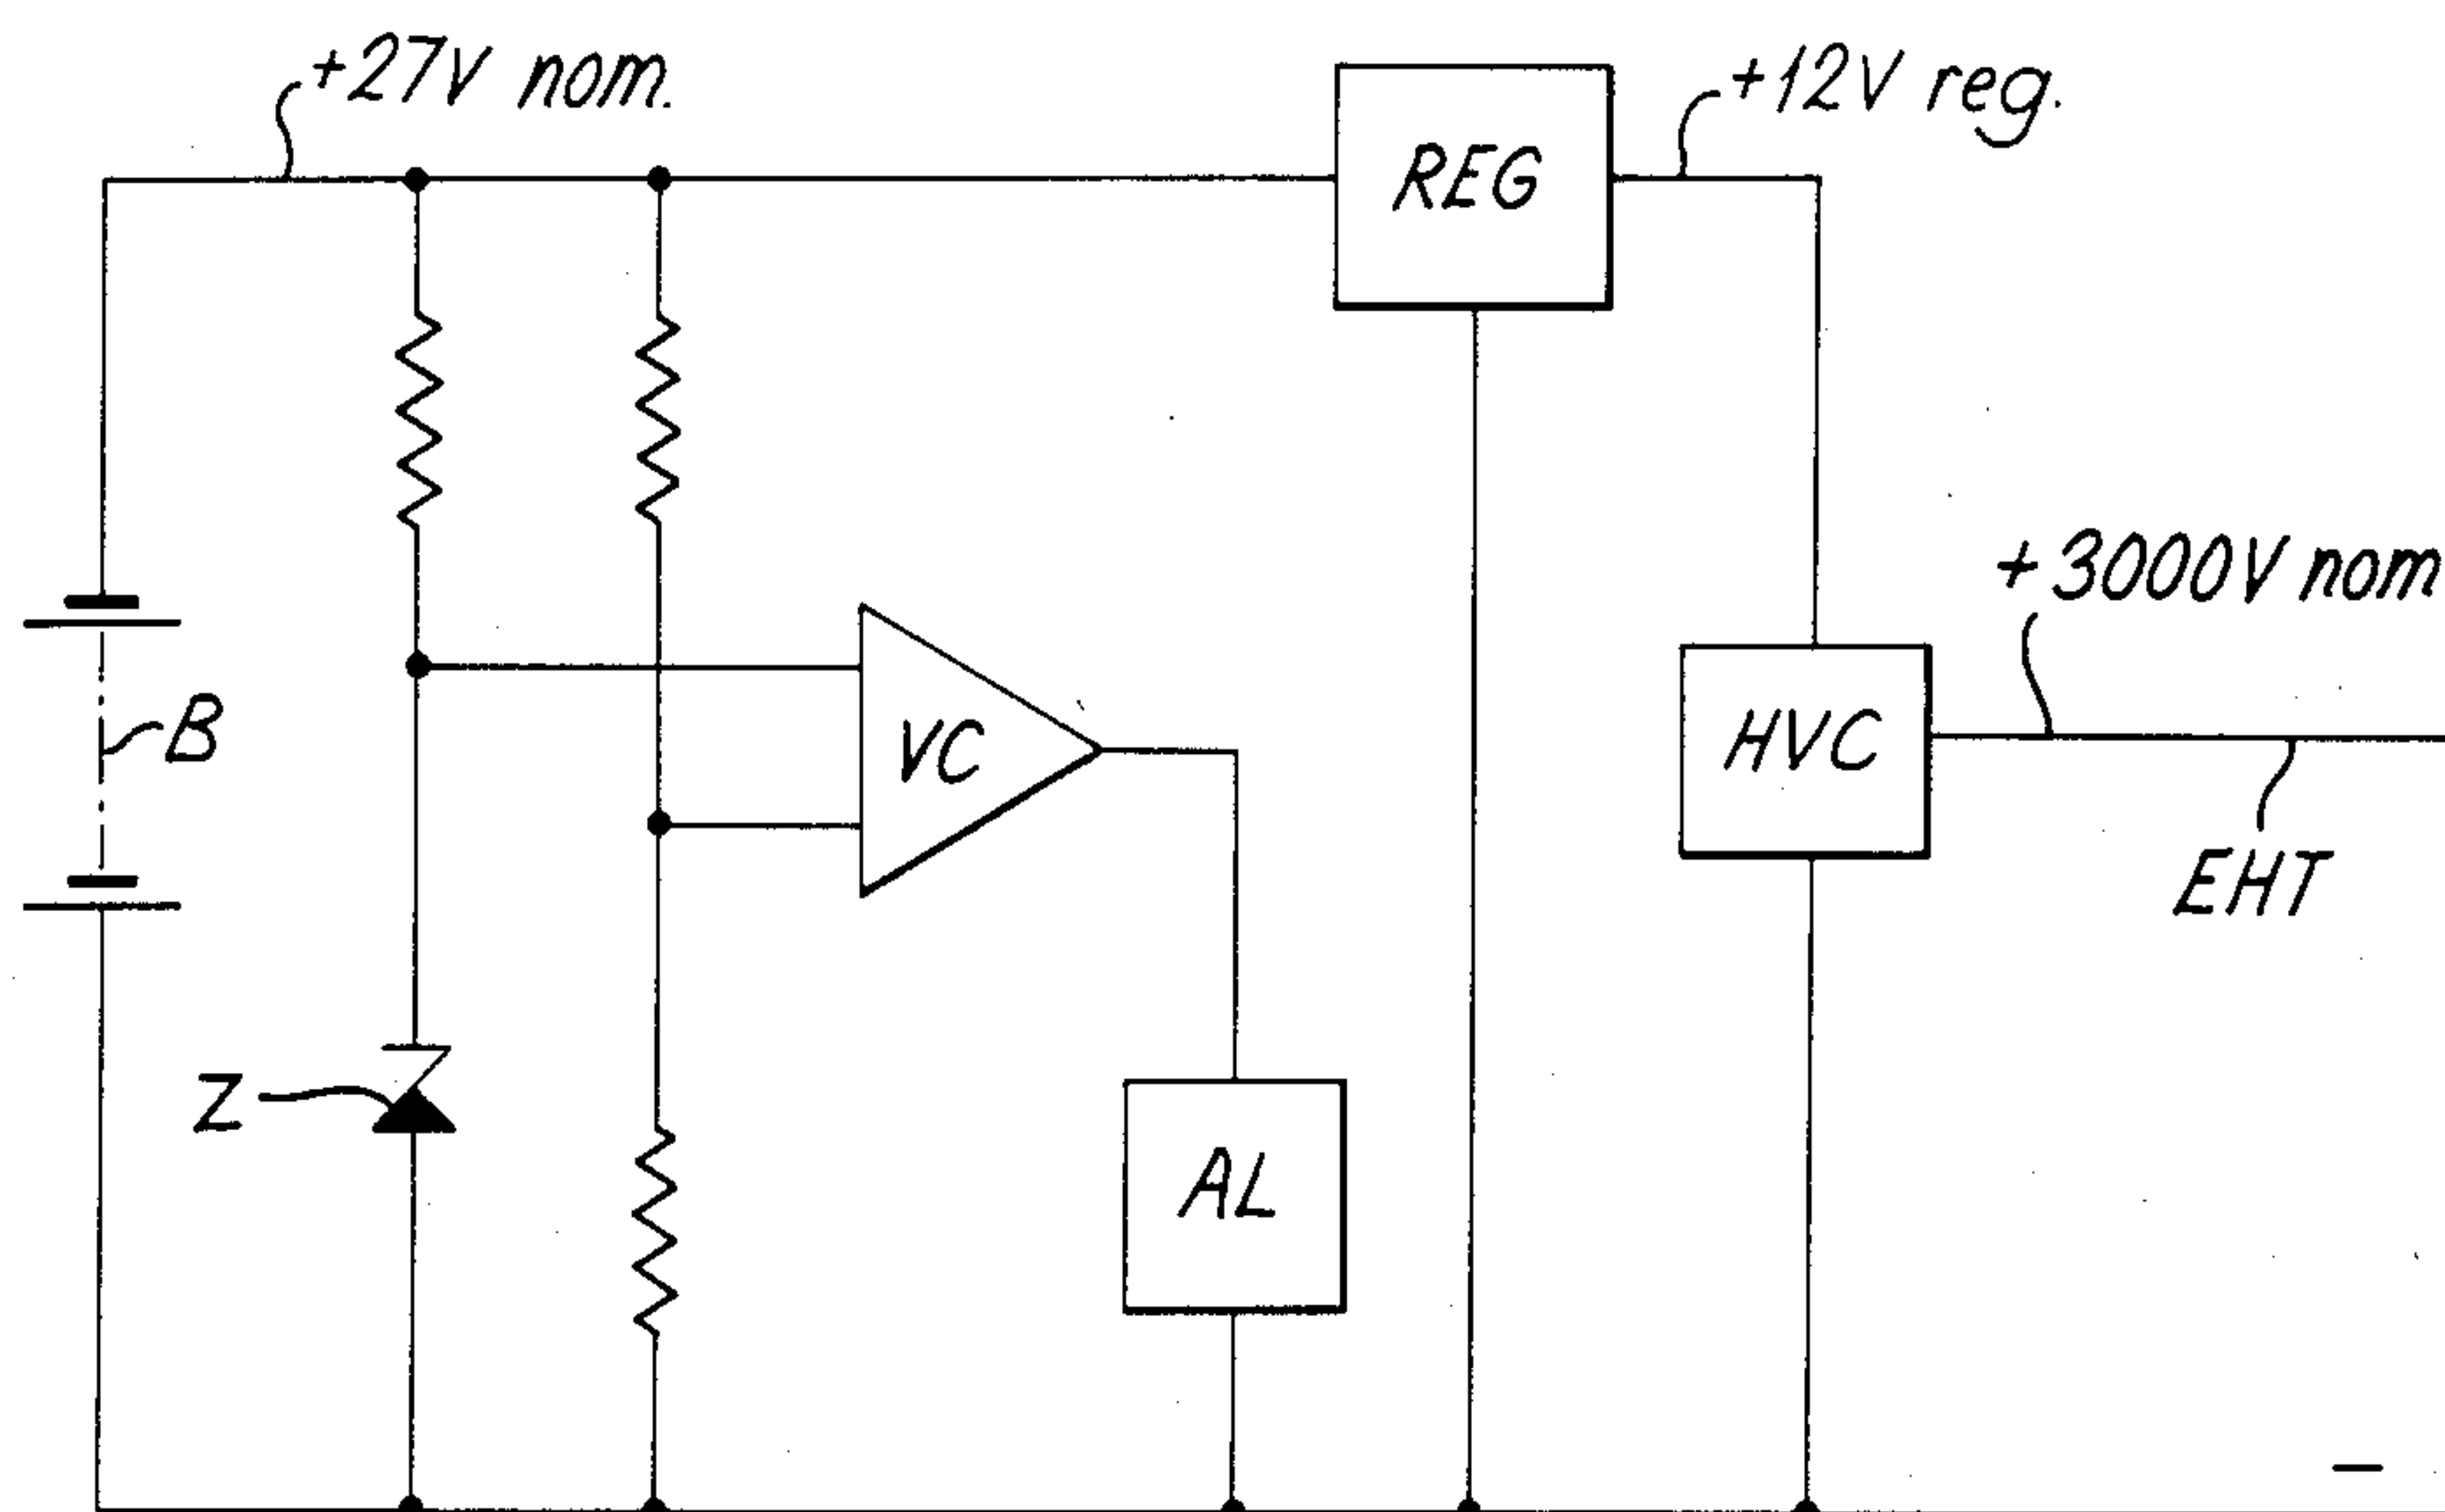 +27V nom.
+12V reg.
REG
+3000V nom
B
VC
HVC
EHT
Z
AL